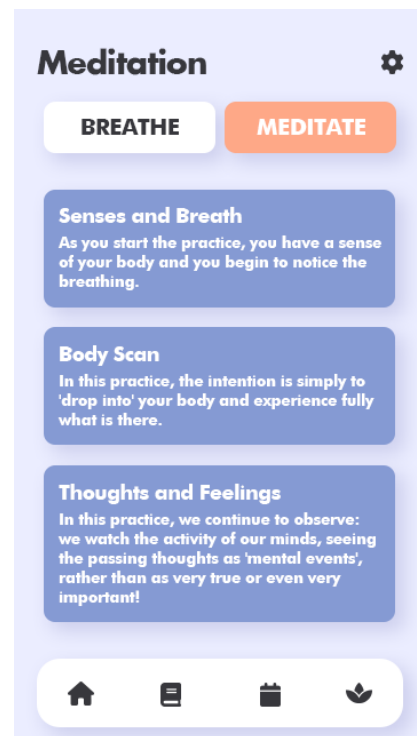 Meditation
BREATHE
MEDITATE
Senses and Breath
As you start the practice, you have a sense
of your body and you begin to notice the
breathing.
Body Scan
In this practice, the intention is simply to
'drop into' your body and experience fully
what is there.
Thoughts and Feelings
In this practice, we continue to observe:
we watch the activity of our minds, seeing
the passing thoughts as 'mental events',
rather than as very true or even very
important!